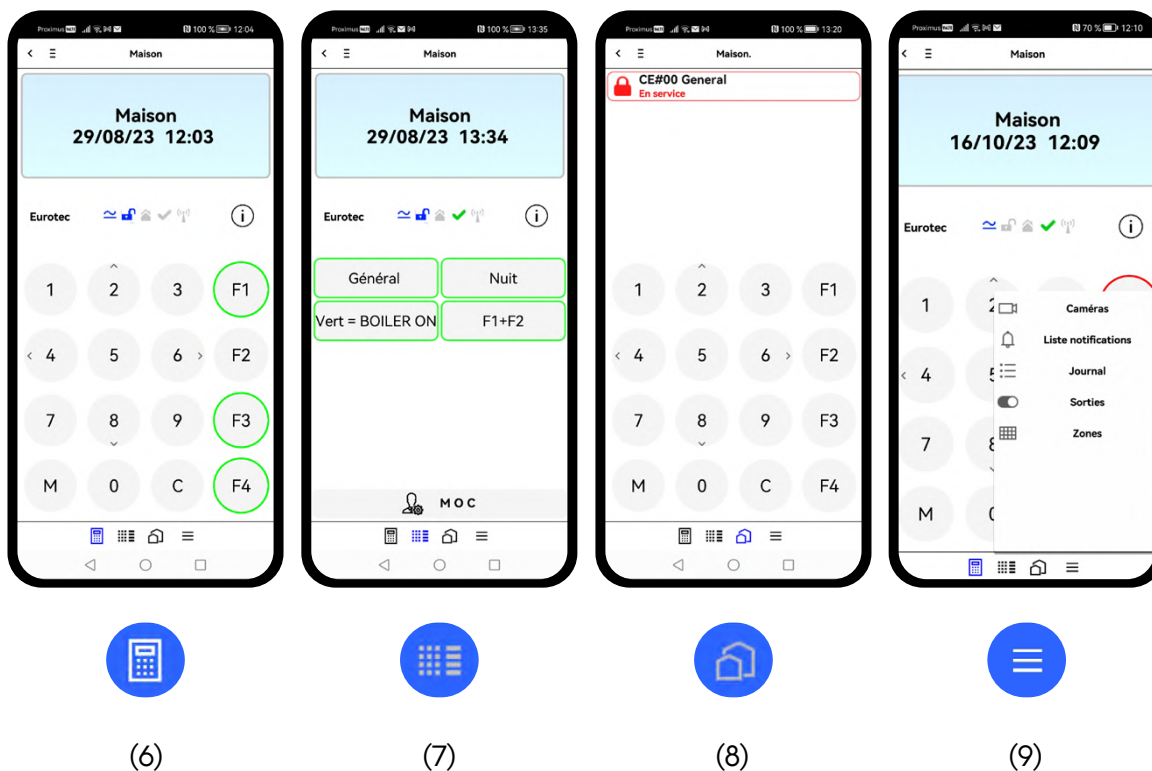 Proximus 100 % 12:04
Maison
Maison
29/08/23 12:03
Eurotec i
1 2 3 F1
4 5 6 F2
7 8 9 F3
M 0 C F4
(6)
Proximus 100 % 13:35
Maison
Maison
29/08/23 13:34
Eurotec i
Général Nuit
Vert = BOILER ON F1+F2
MOC
(7)
Proximus 100 % 13:20
Maison.
CE#00 General
En service
1 2 3 F1
4 5 6 F2
7 8 9 F3
M 0 C F4
(8)
Proximus 70 % 12:10
Maison
Maison
16/10/23 12:09
Eurotec i
1
4
7
M
Caméras
Liste notifications
Journal
Sorties
Zones
(9)